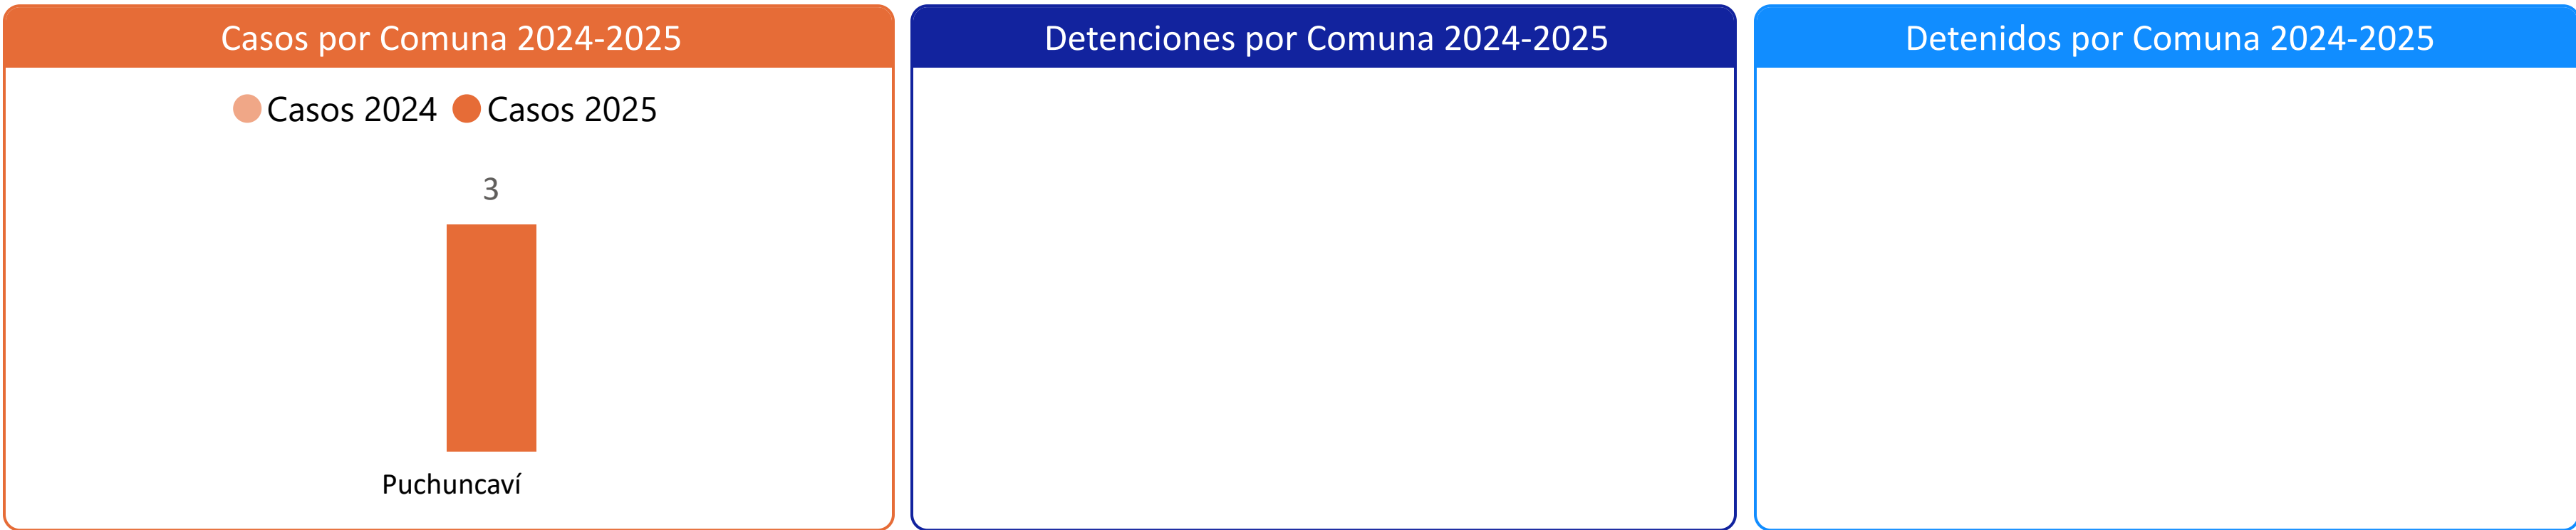 Casos por Comuna 2024-2025
Casos 2024 Casos 2025
3
Puchuncaví
Detenciones por Comuna 2024-2025
Detenidos por Comuna 2024-2025